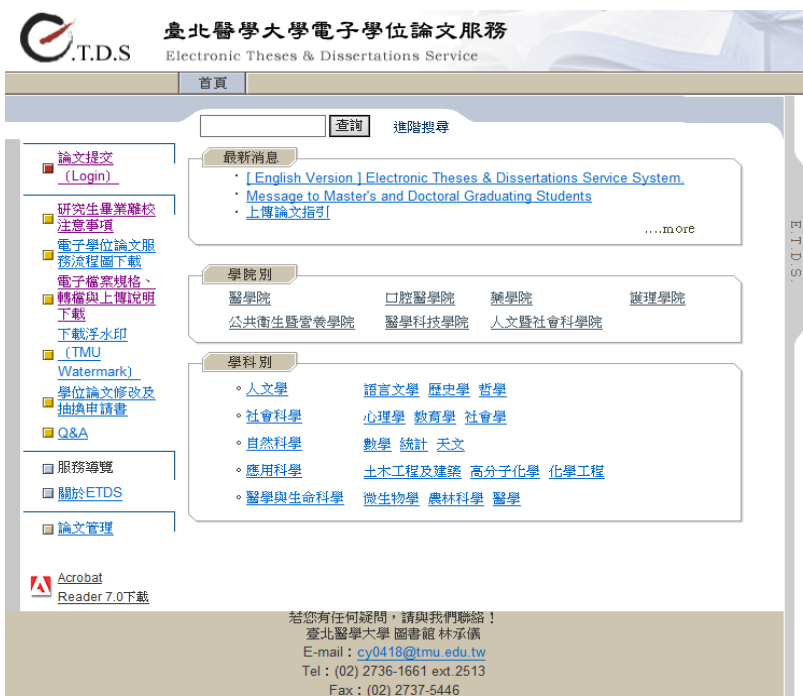 E.T.D.S
臺北醫學大學電子學位論文服務
Electronic Theses & Dissertations Service
首頁
查詢 進階搜尋
論文提交
（Login）
研究生畢業離校
注意事項
電子學位論文服
務流程圖下載
電子檔案規格、
轉檔與上傳說明
下載
下載浮水印
（TMU
Watermark）
學位論文修改及
抽換申請書
Q&A
服務導覽
關於ETDS
論文管理
Acrobat
Reader 7.0下載
最新消息
· [ English Version ] Electronic Theses & Dissertations Service System.
· Message to Master's and Doctoral Graduating Students
· 上傳論文指引
....more
學院別
醫學院 口腔醫學院 藥學院 護理學院
公共衛生暨營養學院 醫學科技學院 人文暨社會科學院
學科別
。人文學 語言文學 歷史學 哲學
。社會科學 心理學 教育學 社會學
。自然科學 數學 統計 天文
。應用科學 土木工程及建築 高分子化學 化學工程
。醫學與生命科學 微生物學 農林科學 醫學
E.T.D.S.
若您有任何疑問，請與我們聯絡！
臺北醫學大學 圖書館 林承儀
E-mail：cy0418@tmu.edu.tw
Tel：(02) 2736-1661 ext.2513
Fax：(02) 2737-5446